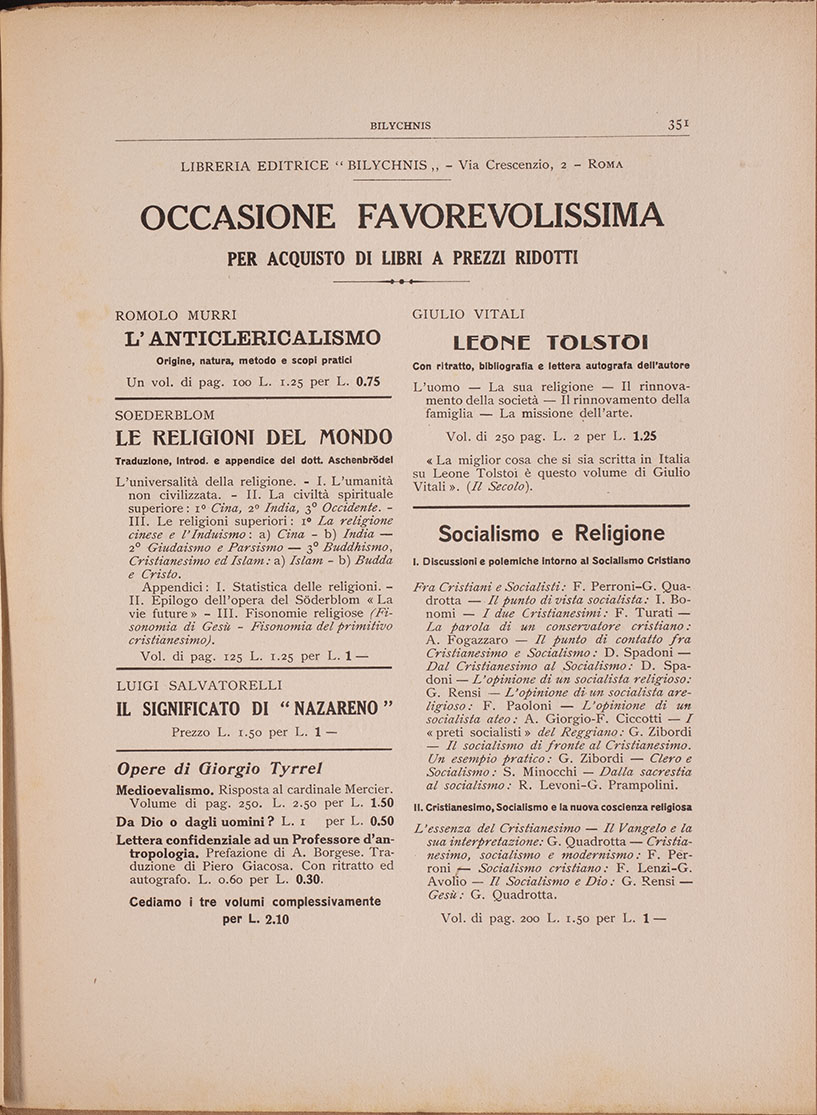 BILYCHNIS 351
LIBRERIA EDITRICE “ BILYCHNIS ,, - Via Crescenzio, 2 - ROMA
OCCASIONE FAVOREVOLISSIMA
PER ACQUISTO DI LIBRI A PREZZI RIDOTTI
ROMOLO MURRI
L' ANTICLERICALISMO
Origine, natura, metodo e scopi pratici
Un vol. di pag. 100 L. 1.25 per L. 0.75
SOEDERBLOM
LE RELIGIONI DEL MONDO
Traduzione, introd. e appendice del dott. Aschenbrödel
L'universalità della religione. - I. L'umanità
non civilizzata. - II. La civiltà spirituale
superiore : 1º Cina, 2º India, 3º Occidente. -
III. Le religioni superiori : 1º La religione
cinese e l'Induismo : a) Cina - b) India —
2º Giudaismo e Parsismo — 3º Buddhismo,
Cristianesimo ed Islam : a) Islam - b) Budda
e Cristo.
Appendici : I. Statistica delle religioni. -
II. Epilogo dell'opera del Söderblom « La
vie future » - III. Fisonomie religiose (Fi-
sonomia di Gesù - Fisonomia del primitivo
cristianesimo).
Vol. di pag. 125 L. 1.25 per L. 1 —
LUIGI SALVATORELLI
IL SIGNIFICATO DI “ NAZARENO ”
Prezzo L. 1.50 per L. 1 —
Opere di Giorgio Tyrrel
Medioevalismo. Risposta al cardinale Mercier.
Volume di pag. 250. L. 2.50 per L. 1.50
Da Dio o dagli uomini ? L. 1 per L. 0.50
Lettera confidenziale ad un Professore d'an-
tropologia. Prefazione di A. Borgese. Tra-
duzione di Piero Giacosa. Con ritratto ed
autografo. L. 0.60 per L. 0.30.
Cediamo i tre volumi complessivamente
per L. 2.10
GIULIO VITALI
LEONE TOLSTOI
Con ritratto, bibliografia e lettera autografa dell'autore
L'uomo — La sua religione — Il rinnova-
mento della società — Il rinnovamento della
famiglia — La missione dell'arte.
Vol. di 250 pag. L. 2 per L. 1.25
« La miglior cosa che si sia scritta in Italia
su Leone Tolstoi è questo volume di Giulio
Vitali ». (Il Secolo).
Socialismo e Religione
I. Discussioni e polemiche intorno al Socialismo Cristiano
Fra Cristiani e Socialisti : F. Perroni-G. Qua-
drotta — Il punto di vista socialista : I. Bo-
nomi — I due Cristianesimi : F. Turati —
La parola di un conservatore cristiano :
A. Fogazzaro — Il punto di contatto fra
Cristianesimo e Socialismo : D. Spadoni —
Dal Cristianesimo al Socialismo : D. Spa-
doni — L'opinione di un socialista religioso:
G. Rensi — L'opinione di un socialista are-
ligioso : F. Paoloni — L'opinione di un
socialista ateo : A. Giorgio-F. Ciccotti — I
« preti socialisti » del Reggiano : G. Zibordi
— Il socialismo di fronte al Cristianesimo.
Un esempio pratico : G. Zibordi — Clero e
Socialismo : S. Minocchi — Dalla sacrestia
al socialismo : R. Levoni-G. Prampolini.
II. Cristianesimo, Socialismo e la nuova coscienza religiosa
L'essenza del Cristianesimo — Il Vangelo e la
sua interpretazione: G. Quadrotta — Cristia-
nesimo, socialismo e modernismo : F. Per-
roni — Socialismo cristiano : F. Lenzi-G.
Avolio — Il Socialismo e Dio : G. Rensi —
Gesù : G. Quadrotta.
Vol. di pag. 200 L. 1.50 per L. 1 —